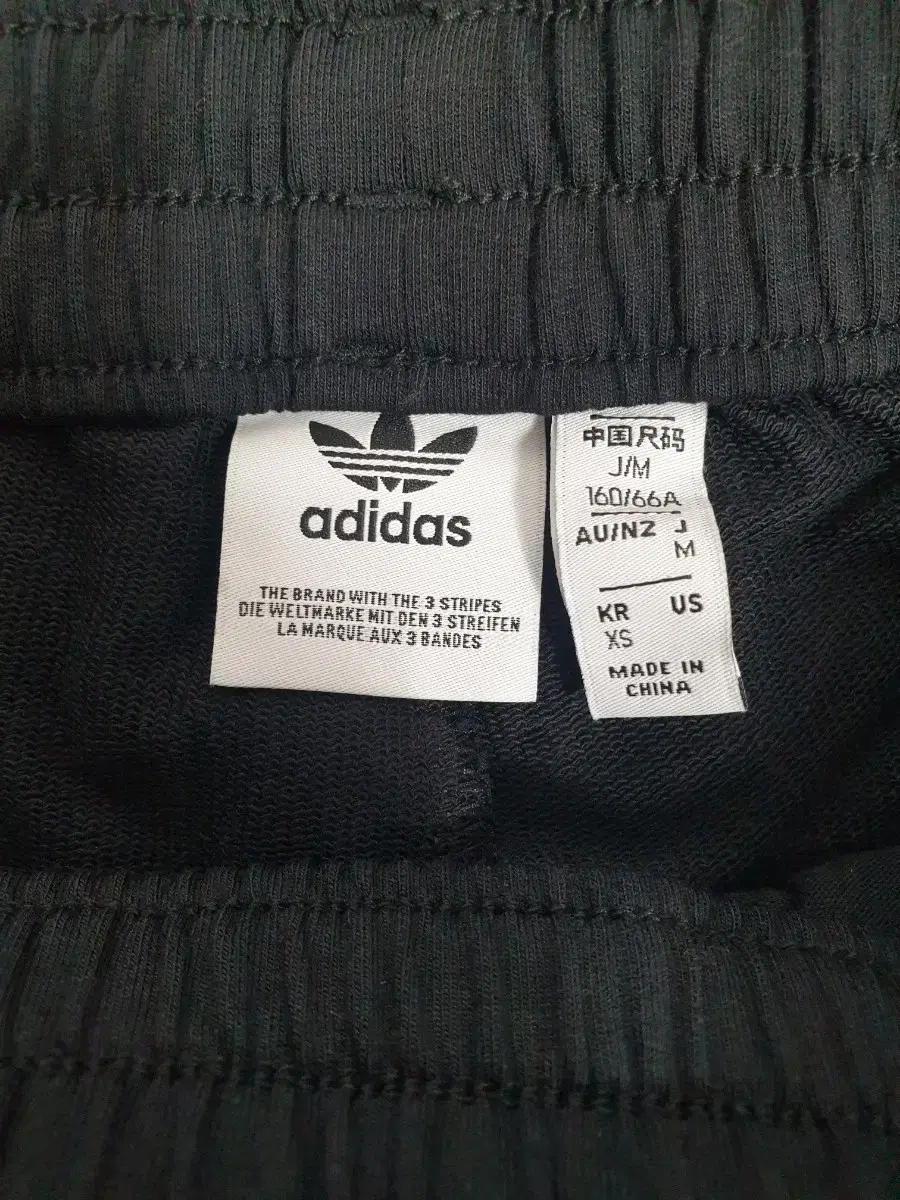 adidas
THE BRAND WITH THE 3 STRIPES
DIE WELTMARKE MIT DEN 3 STREIFEN
LA MARQUE AUX 3 BANDES
中国尺码
J/M
160/66A
AU/NZ J
M
KR US
XS
MADE IN
CHINA